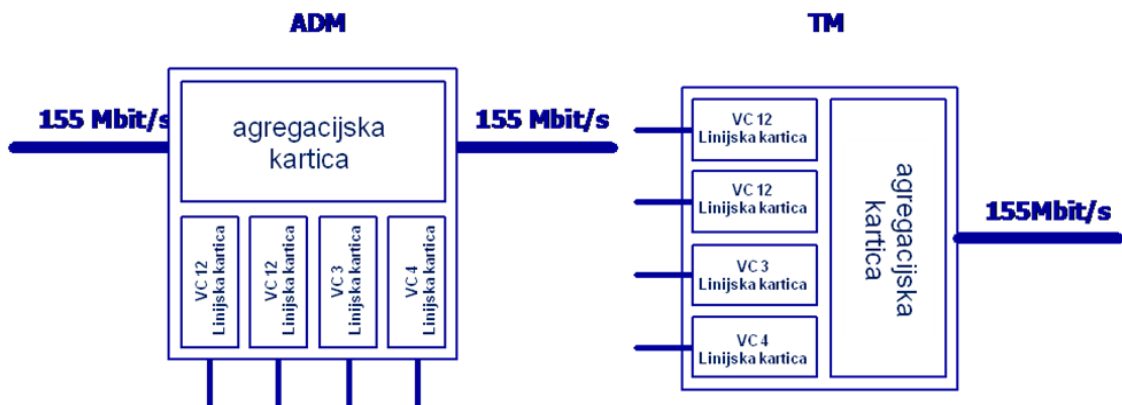 ADM
155 Mbit/s
agregacijska
kartica
155 Mbit/s
VC 12
Linijska kartica
VC 12
Linijska kartica
VC 3
Linijska kartica
VC 4
Linijska kartica
TM
VC 12
Linijska kartica
VC 12
Linijska kartica
VC 3
Linijska kartica
VC 4
Linijska kartica
agregacijska
kartica
155Mbit/s